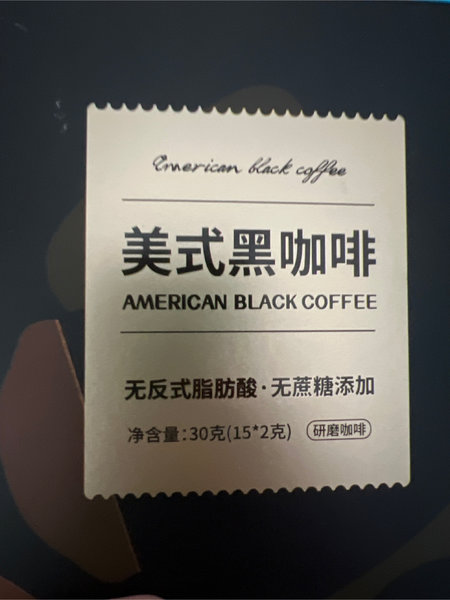 American black coffee
美式黑咖啡
AMERICAN BLACK COFFEE
无反式脂肪酸·无蔗糖添加
净含量:30克(15*2克) 研磨咖啡